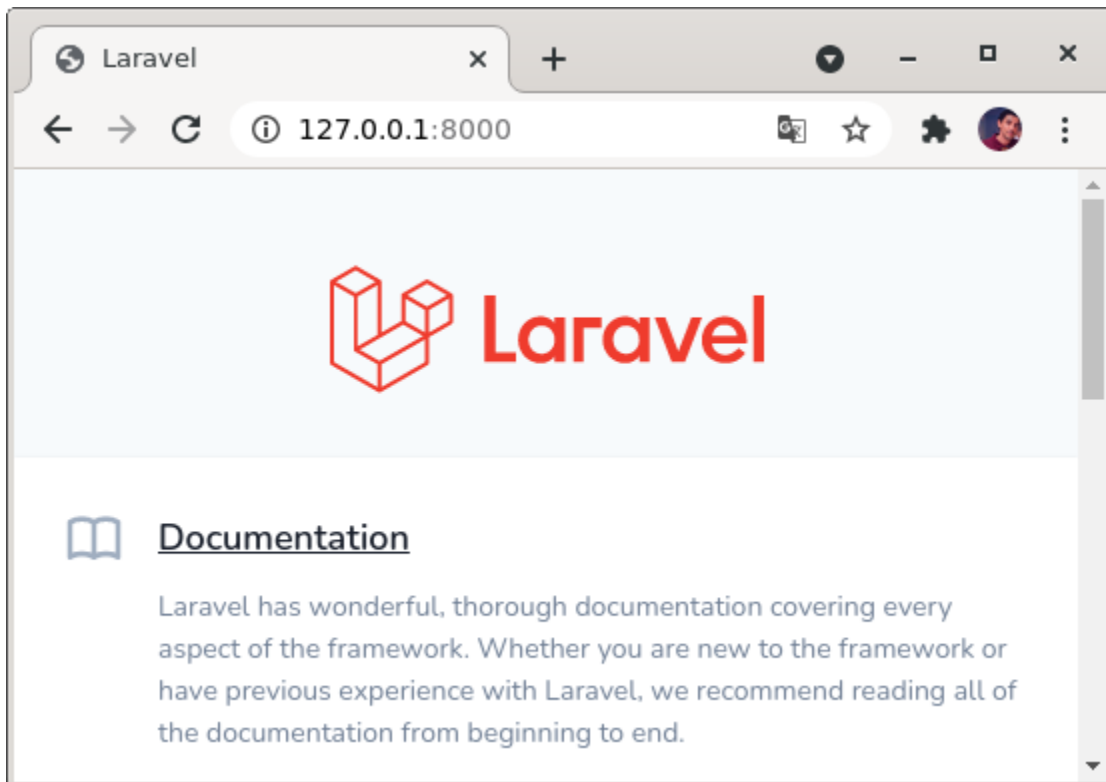 Laravel
127.0.0.1:8000
Laravel
Documentation
Laravel has wonderful, thorough documentation covering every
aspect of the framework. Whether you are new to the framework or
have previous experience with Laravel, we recommend reading all of
the documentation from beginning to end.